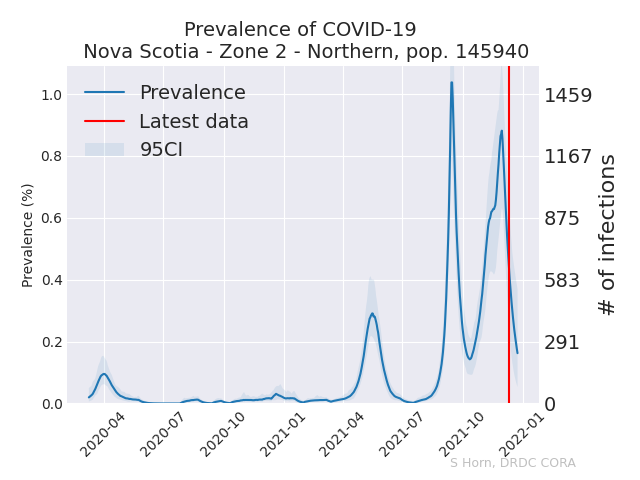 Prevalence of COVID-19
Nova Scotia - Zone 2 - Northern, pop. 145940
Prevalence
Latest data
95CI
Prevalence (%)
1.0
0.8
0.6
0.4
0.2
0.0
1459
1167
875
583
291
0
# of infections
2020-04
2020-07
2020-10
2021-01
2021-04
2021-07
2021-10
2022-01
S Horn, DRDC CORA